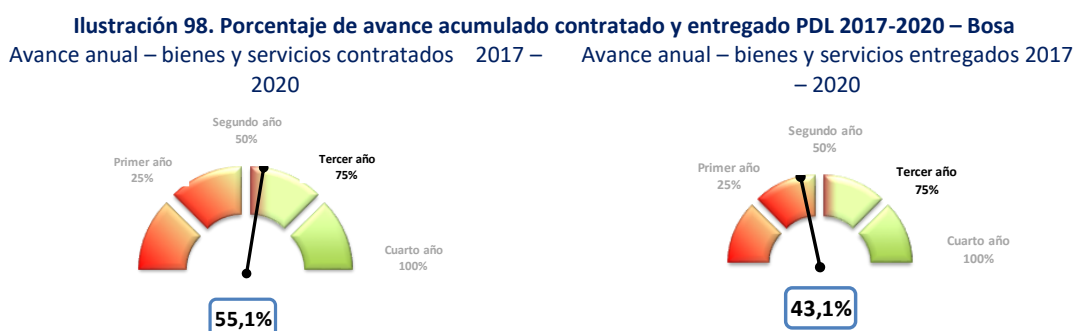 Ilustración 98. Porcentaje de avance acumulado contratado y entregado PDL 2017-2020 – Bosa
Avance anual – bienes y servicios contratados 2017 –
2020
Segundo año
50%
Primer año
25%
Tercer año
75%
Cuarto año
100%
55,1%
Avance anual – bienes y servicios entregados 2017
– 2020
Segundo año
50%
Primer año
25%
Tercer año
75%
Cuarto año
100%
43,1%